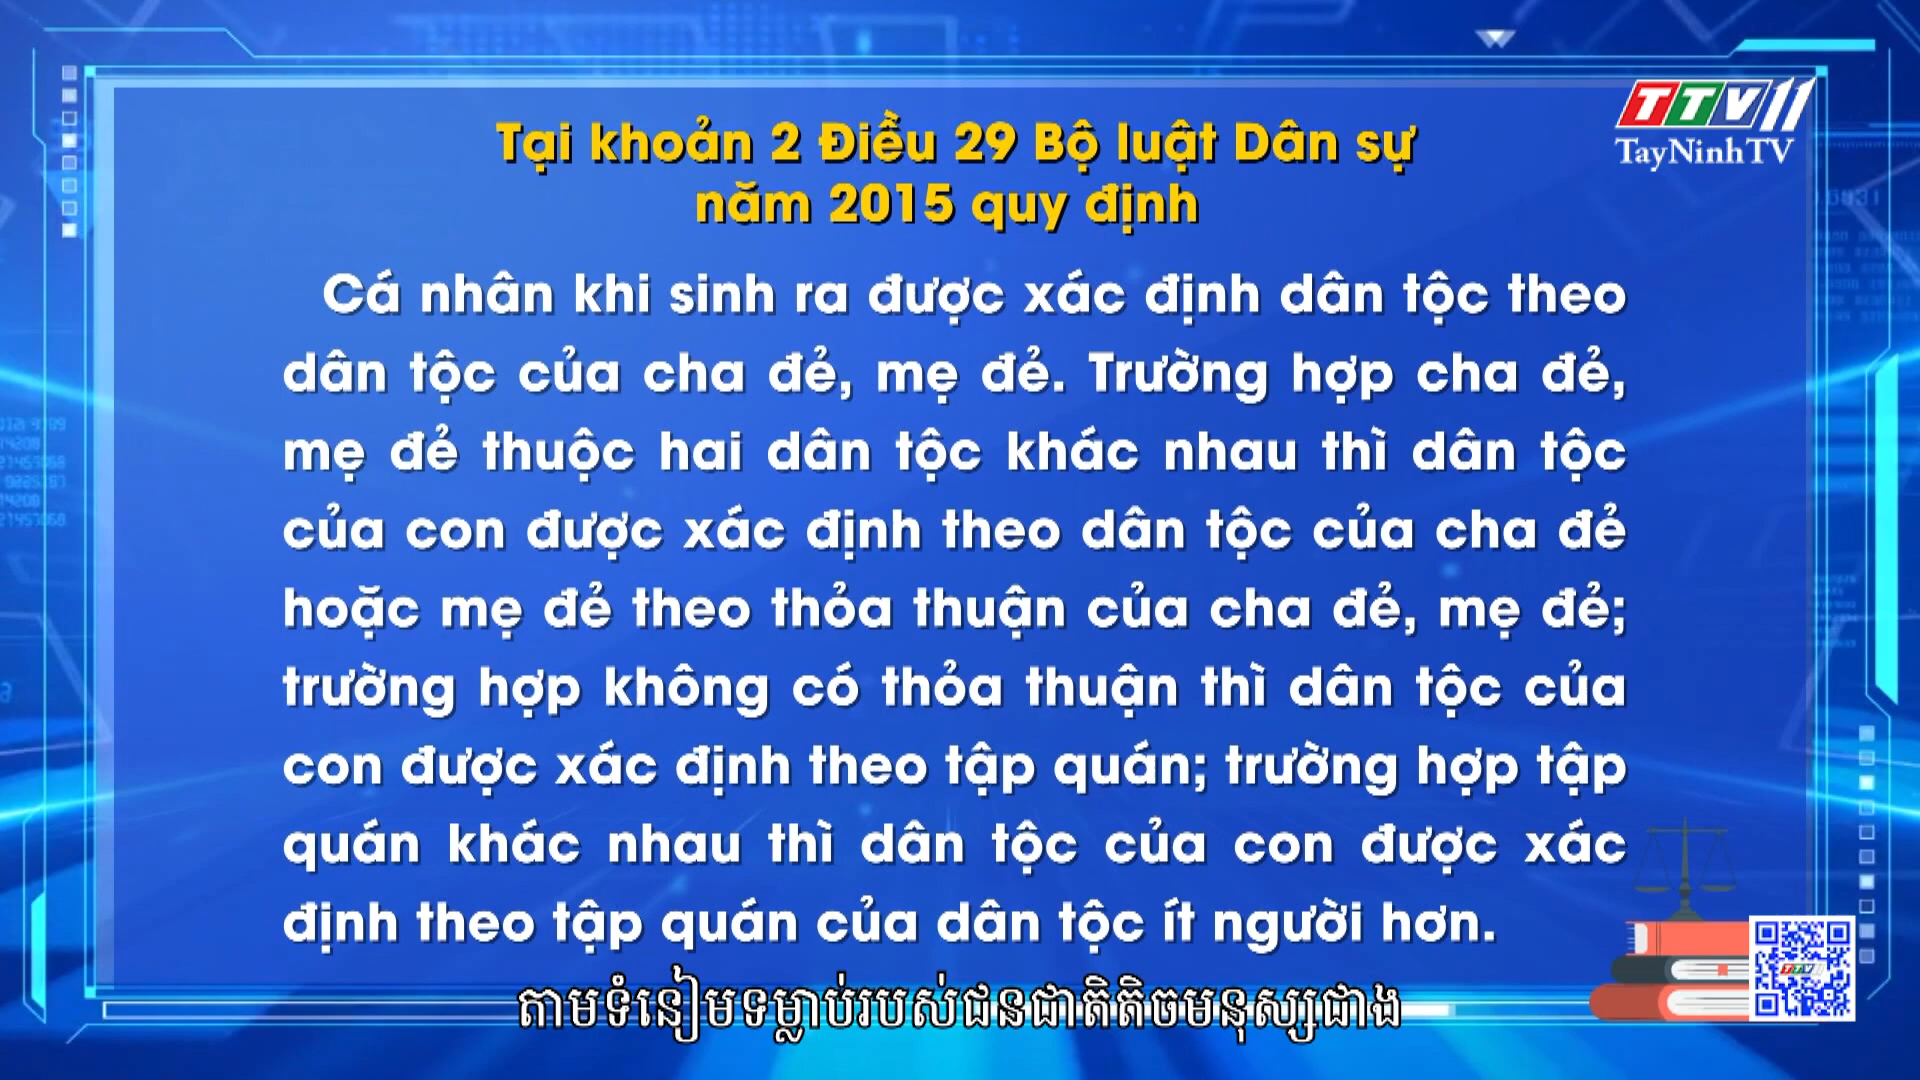 TTV11
TayNinhTV
Tại khoản 2 Điều 29 Bộ luật Dân sự
năm 2015 quy định
Cá nhân khi sinh ra được xác định dân tộc theo
dân tộc của cha đẻ, mẹ đẻ. Trường hợp cha đẻ,
mẹ đẻ thuộc hai dân tộc khác nhau thì dân tộc
của con được xác định theo dân tộc của cha đẻ
hoặc mẹ đẻ theo thỏa thuận của cha đẻ, mẹ đẻ;
trường hợp không có thỏa thuận thì dân tộc của
con được xác định theo tập quán; trường hợp tập
quán khác nhau thì dân tộc của con được xác
định theo tập quán của dân tộc ít người hơn.
តាមទំនៀមទម្លាប់របស់ជនជាតិតិចមនុស្សជាង